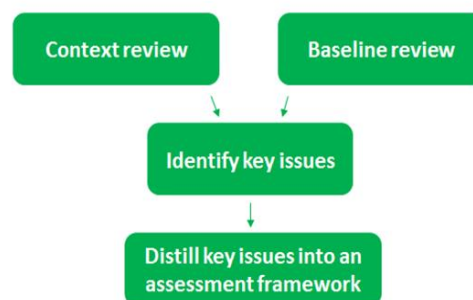 Context review
Baseline review
Identify key issues
Distill key issues into an
assessment framework